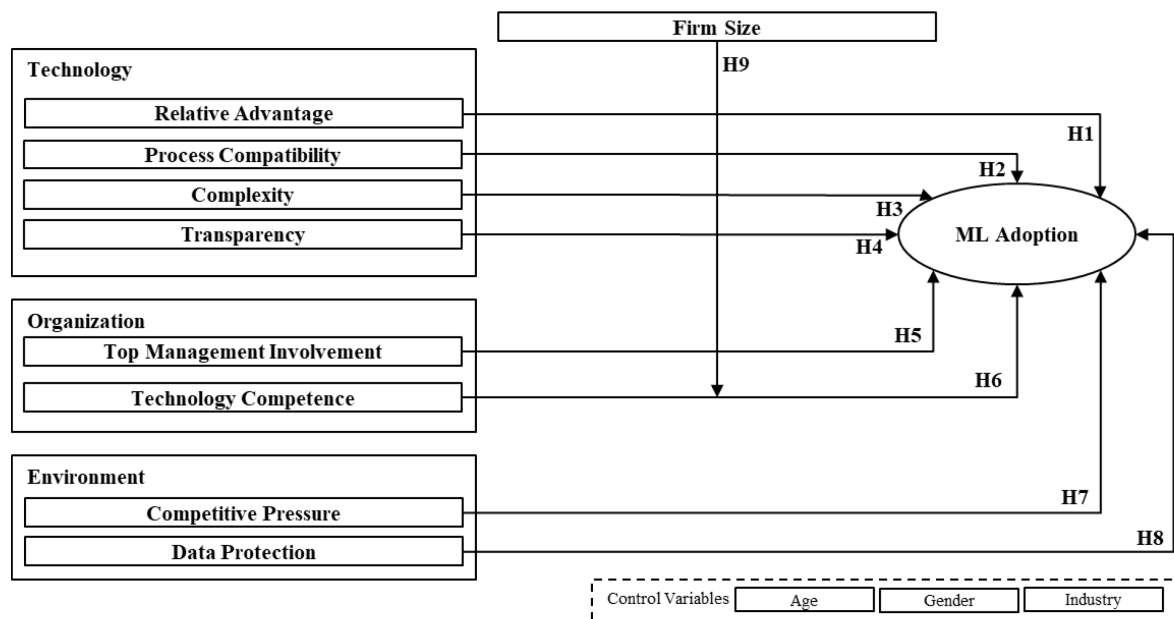 Firm Size
H9
Technology
Relative Advantage
H1
Process Compatibility
H2
Complexity
H3
Transparency
H4
ML Adoption
Organization
Top Management Involvement
H5
Technology Competence
H6
Environment
Competitive Pressure
H7
Data Protection
H8
Control Variables Age Gender Industry